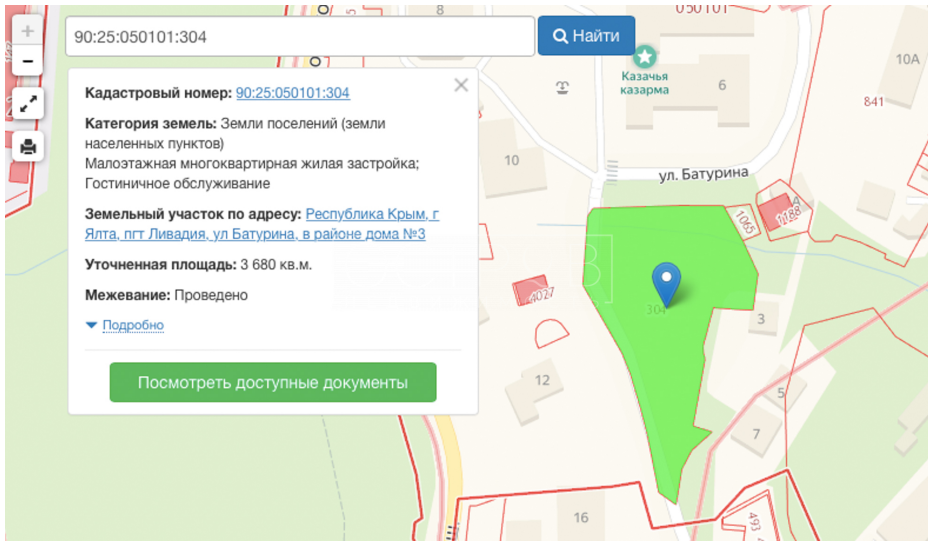 90:25:050101:304
Найти
Кадастровый номер: 90:25:050101:304
Категория земель: Земли поселений (земли
населенных пунктов)
Малоэтажная многоквартирная жилая застройка;
Гостиничное обслуживание
Земельный участок по адресу: Республика Крым, г
Ялта, пгт Ливадия, ул Батурина, в районе дома №3
Уточненная площадь: 3 680 кв.м.
Межевание: Проведено
Подробно
Посмотреть доступные документы
8
050101
Казачья
казарма
6
10А
841
10
ул. Батурина
4
1065
1188
4027
304
3
12
5
7
16
493